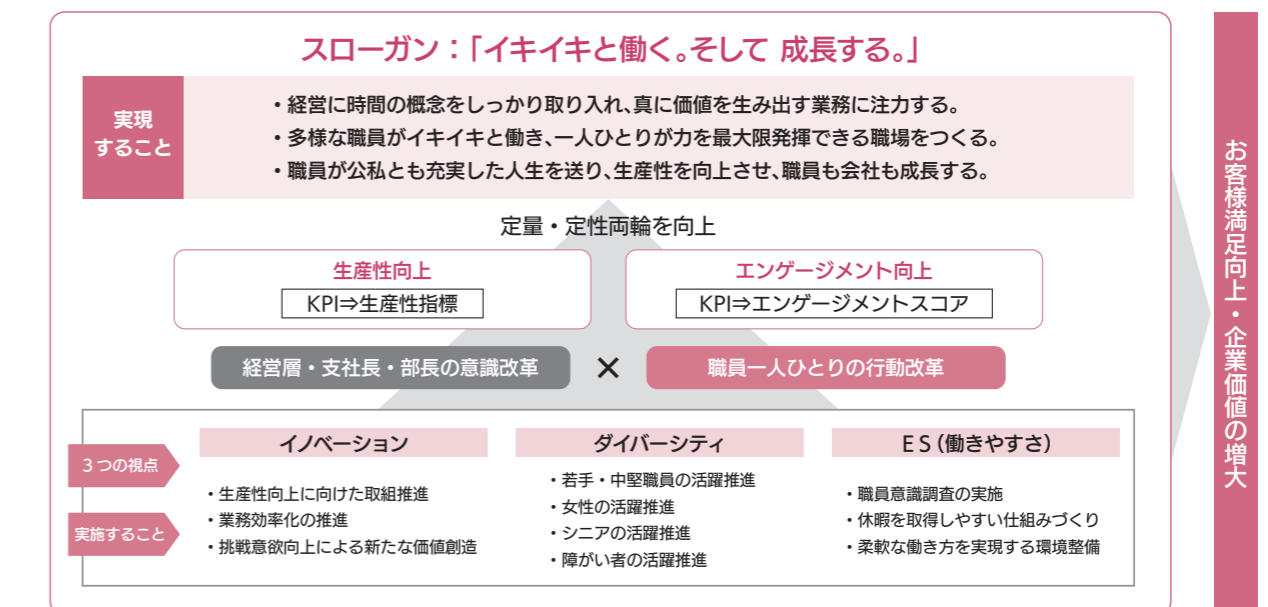 スローガン：「イキイキと働く。そして 成長する。」
実現
すること
・経営に時間の概念をしっかり取り入れ、真に価値を生み出す業務に注力する。
・多様な職員がイキイキと働き、一人ひとりが力を最大限発揮できる職場をつくる。
・職員が公私とも充実した人生を送り、生産性を向上させ、職員も会社も成長する。
定量・定性両輪を向上
生産性向上
KPI⇒生産性指標
エンゲージメント向上
KPI⇒エンゲージメントスコア
経営層・支社長・部長の意識改革
×
職員一人ひとりの行動改革
3つの視点
実施すること
イノベーション
・生産性向上に向けた取組推進
・業務効率化の推進
・挑戦意欲向上による新たな価値創造
ダイバーシティ
・若手・中堅職員の活躍推進
・女性の活躍推進
・シニアの活躍推進
・障がい者の活躍推進
ES（働きやすさ）
・職員意識調査の実施
・休暇を取得しやすい仕組みづくり
・柔軟な働き方を実現する環境整備
お客様満足向上・企業価値の増大